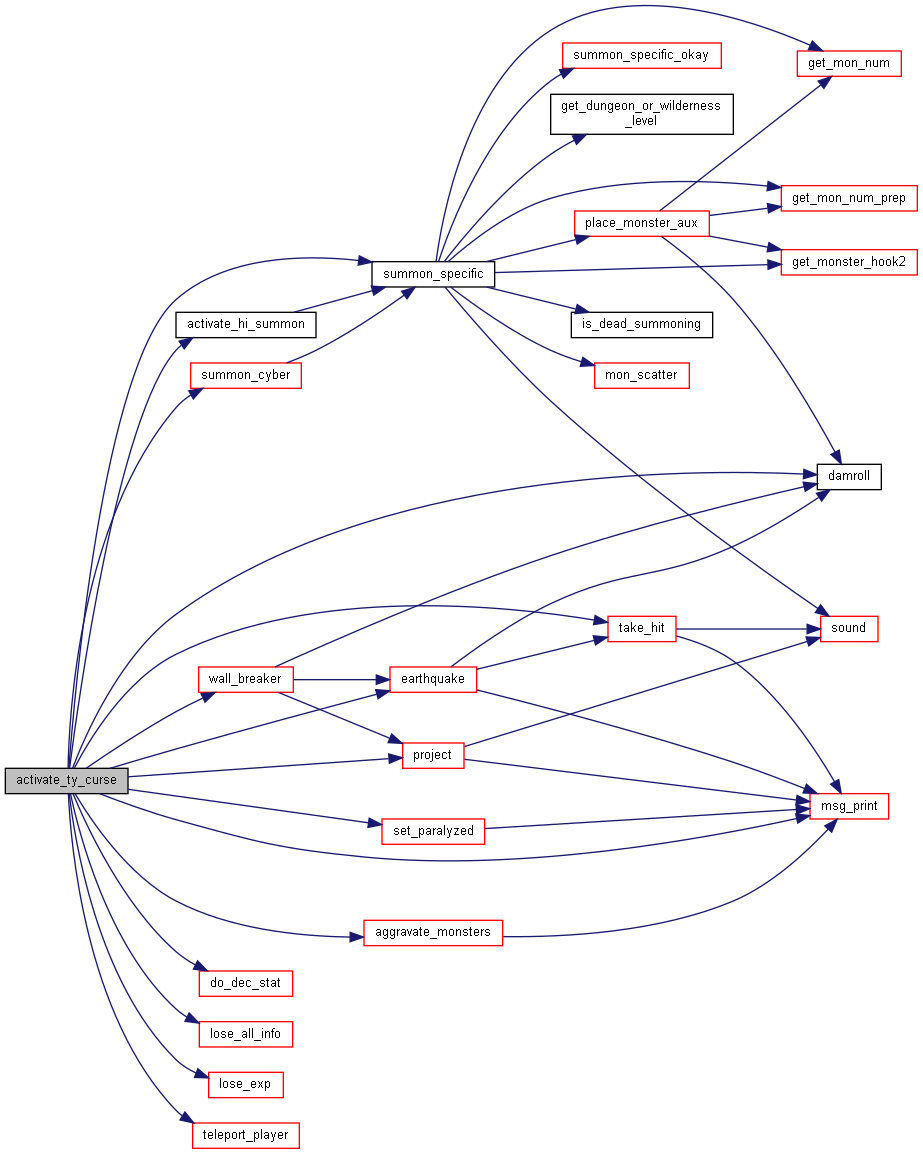 summon_specific_okay
get_mon_num
get_dungeon_or_wilderness
_level
get_mon_num_prep
place_monster_aux
get_monster_hook2
summon_specific
activate_hi_summon
is_dead_summoning
summon_cyber
mon_scatter
damroll
take_hit
sound
wall_breaker
earthquake
project
activate_ty_curse
msg_print
set_paralyzed
aggravate_monsters
do_dec_stat
lose_all_info
lose_exp
teleport_player